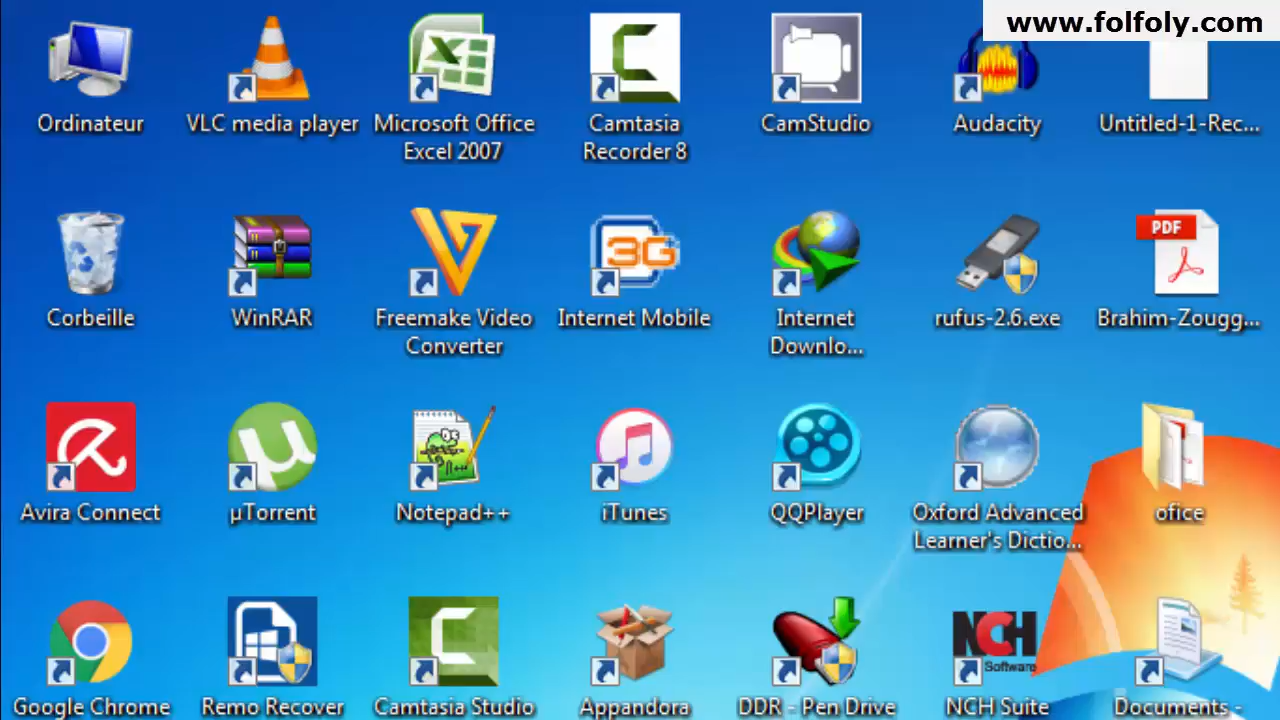 www.folfoly.com
Ordinateur
VLC media player
Microsoft Office
Excel 2007
Camtasia
Recorder 8
CamStudio
Audacity
Untitled-1-Rec...
3G+
PDF
Corbeille
WinRAR
Freemake Video
Converter
Internet Mobile
Internet
Downlo...
rufus-2.6.exe
Brahim-Zougg...
Avira Connect
µTorrent
Notepad++
iTunes
QQPlayer
Oxford Advanced
Learner's Dictio...
ofice
NCH
Software
Google Chrome
Remo Recover
Camtasia Studio
Appandora
DDR - Pen Drive
NCH Suite
Documents -